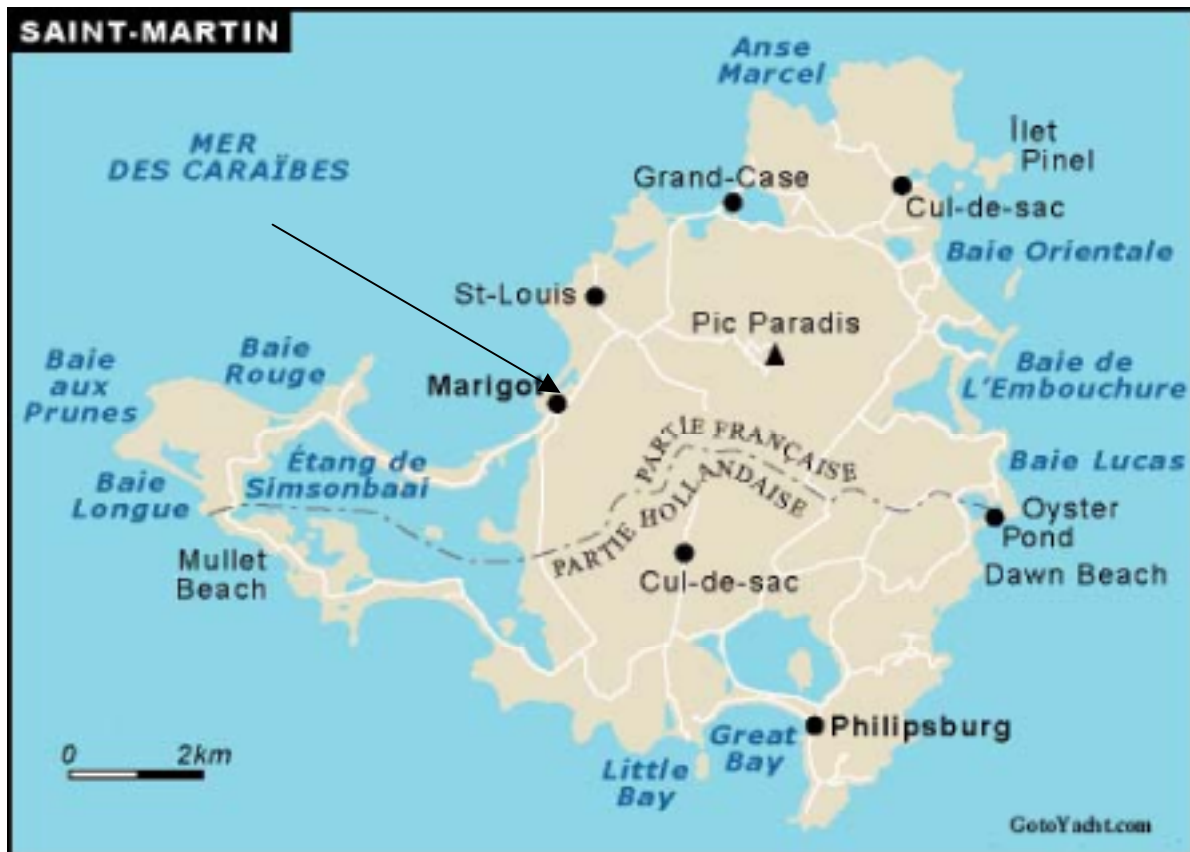 SAINT-MARTIN
Anse
Marcel
MER
DES CARAÏBES
Îlet
Pinel
Grand-Case
Cul-de-sac
Baie Orientale
St-Louis
Pic Paradis
Baie
aux
Prunes
Baie
Rouge
Marigot
Baie de
L'Embouchure
PARTIE FRANÇAISE
Étang de
Simsonbaai
Baie Lucas
Baie
Longue
PARTIE HOLLANDAISE
Oyster
Pond
Mullet
Beach
Cul-de-sac
Dawn Beach
Philipsburg
Great
Bay
0 2km
Little
Bay
GotoYacht.com